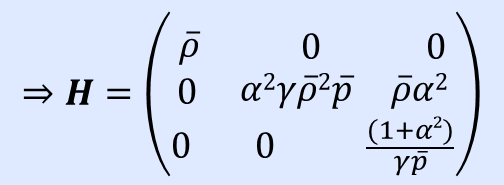 ρ̄ 0 0
⇒ H = ( 0 α²γρ̄²p̄ ρ̄α² )
0 0 (1+α²)/γp̄